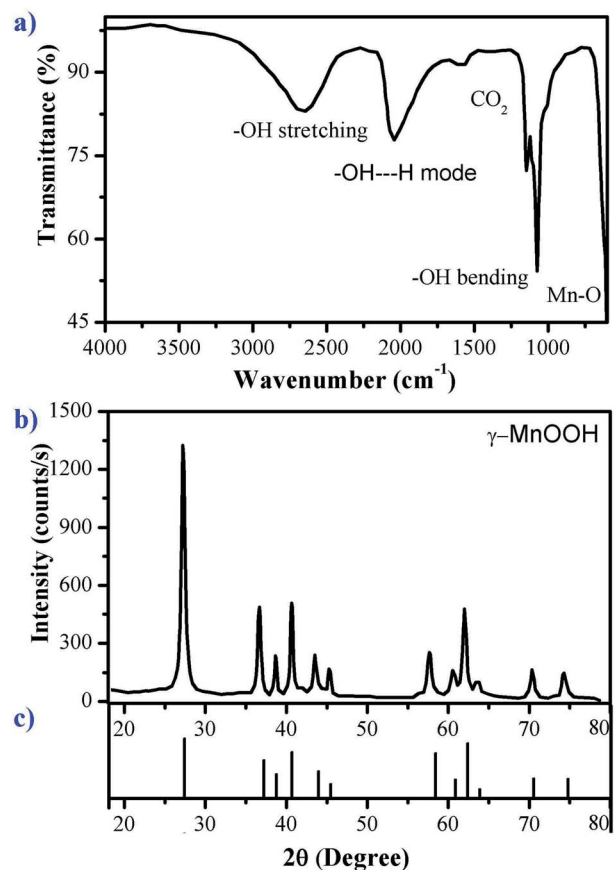 a)
Transmittance (%)
90
75
60
45
-OH stretching
-OH---H mode
CO2
-OH bending
Mn-O
4000 3500 3000 2500 2000 1500 1000
Wavenumber (cm-1)
b)
γ-MnOOH
Intensity (counts/s)
1500
1200
900
600
300
0
20 30 40 50 60 70 80
c)
20 30 40 50 60 70 80
2θ (Degree)